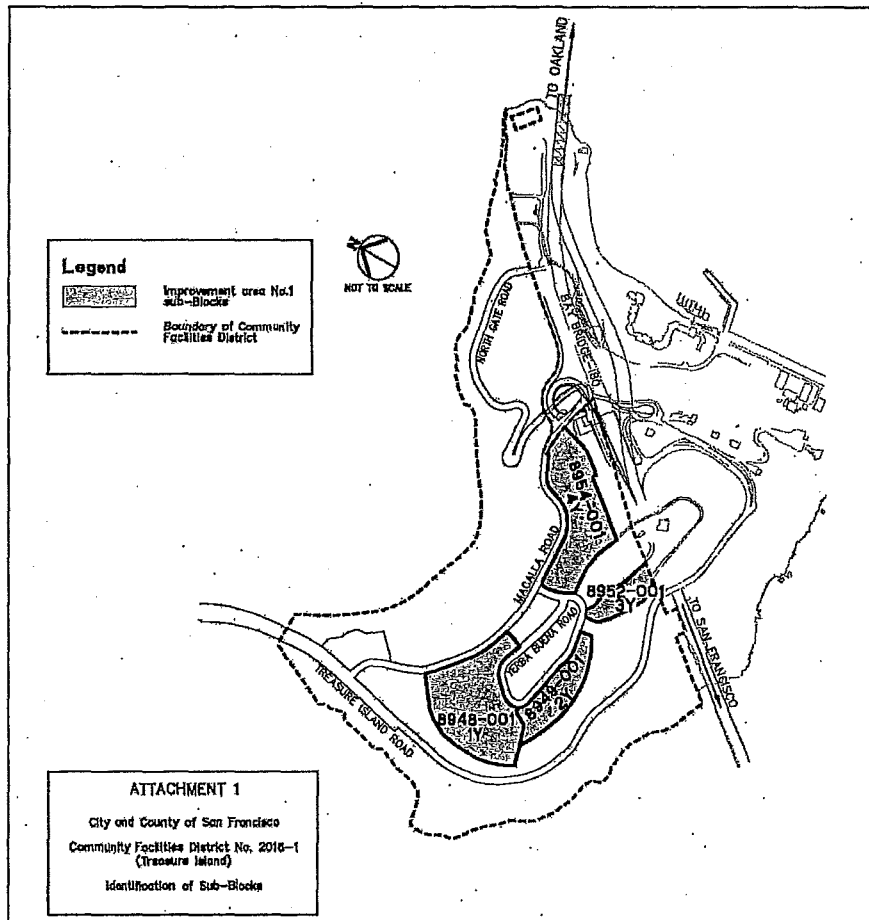 TO OAKLAND
Legend
Improvement area No.1
sub-Blocks
Boundary of Community
Facilities District
N
NOT TO SCALE
NORTH GATE ROAD
BAY BRIDGE-I80
8954-001
4Y
MACALLA ROAD
8952-001
3Y
YERBA BUENA ROAD
TO SAN FRANCISCO
8949-001
2Y
8948-001
1Y
TREASURE ISLAND ROAD
ATTACHMENT 1
City and County of San Francisco
Community Facilities District No. 2016-1
(Treasure Island)
Identification of Sub-Blocks